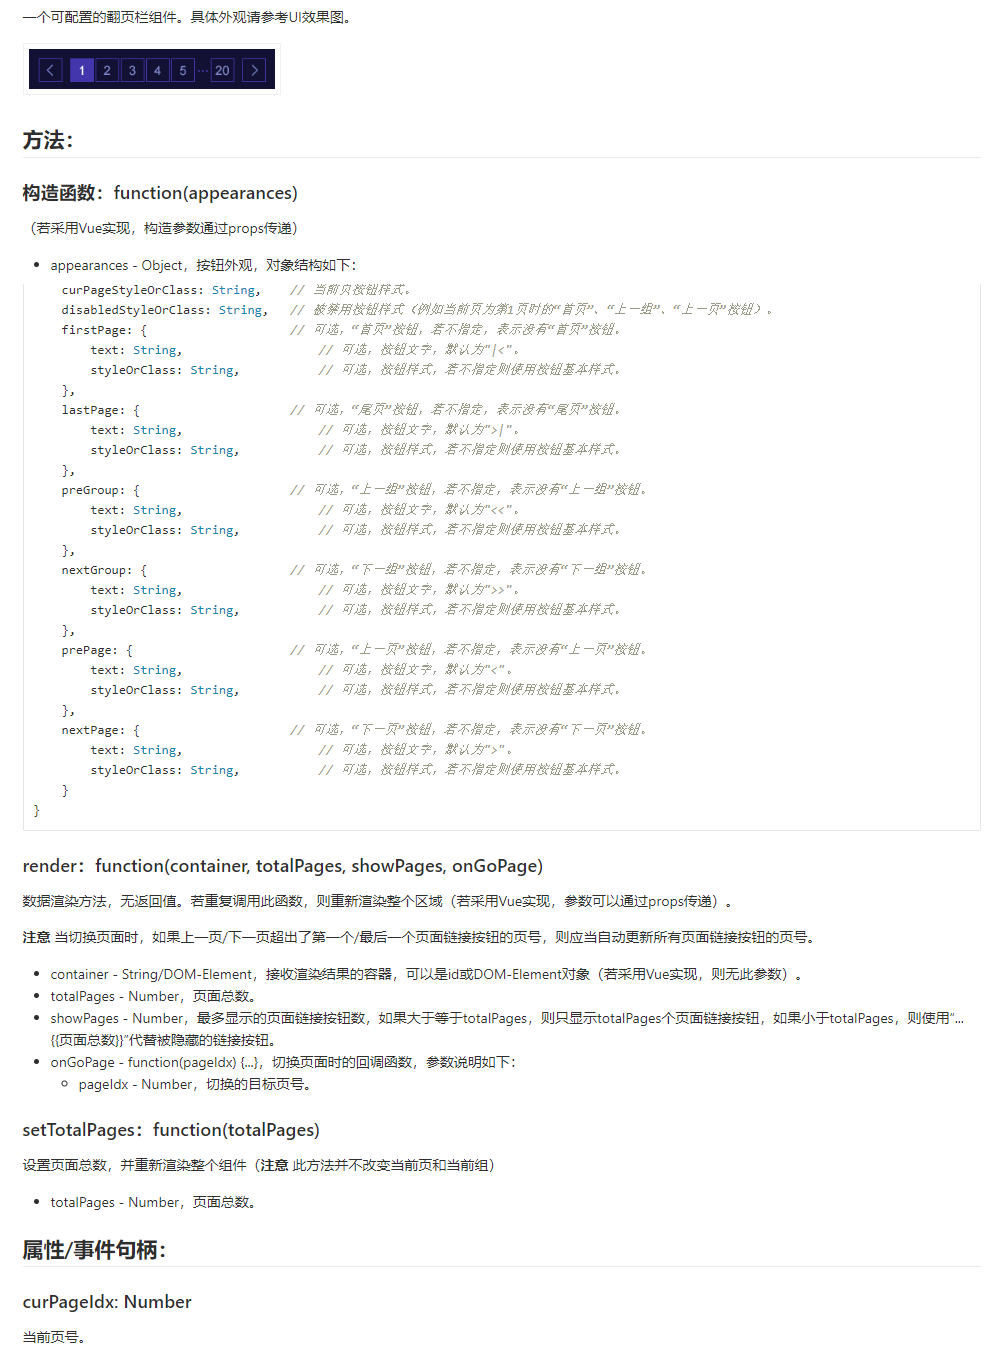 一个可配置的翻页栏组件。具体外观请参考UI效果图。
< 1 2 3 4 5 ··· 20 >
方法：
构造函数：function(appearances)
（若采用Vue实现，构造参数通过props传递）
• appearances - Object，按钮外观，对象结构如下：
curPageStyleOrClass: String, // 当前页按钮样式。
disabledStyleOrClass: String, // 被禁用按钮样式（例如当前页为第1页时的“首页”、“上一组”、“上一页”按钮）。
firstPage: { // 可选，“首页”按钮，若不指定，表示没有“首页”按钮。
text: String, // 可选，按钮文字，默认为"|<"。
styleOrClass: String, // 可选，按钮样式，若不指定则使用按钮基本样式。
},
lastPage: { // 可选，“尾页”按钮，若不指定，表示没有“尾页”按钮。
text: String, // 可选，按钮文字，默认为">|"。
styleOrClass: String, // 可选，按钮样式，若不指定则使用按钮基本样式。
},
preGroup: { // 可选，“上一组”按钮，若不指定，表示没有“上一组”按钮。
text: String, // 可选，按钮文字，默认为"<<"。
styleOrClass: String, // 可选，按钮样式，若不指定则使用按钮基本样式。
},
nextGroup: { // 可选，“下一组”按钮，若不指定，表示没有“下一组”按钮。
text: String, // 可选，按钮文字，默认为">>"。
styleOrClass: String, // 可选，按钮样式，若不指定则使用按钮基本样式。
},
prePage: { // 可选，“上一页”按钮，若不指定，表示没有“上一页”按钮。
text: String, // 可选，按钮文字，默认为"<"。
styleOrClass: String, // 可选，按钮样式，若不指定则使用按钮基本样式。
},
nextPage: { // 可选，“下一页”按钮，若不指定，表示没有“下一页”按钮。
text: String, // 可选，按钮文字，默认为">"。
styleOrClass: String, // 可选，按钮样式，若不指定则使用按钮基本样式。
}
}
render：function(container, totalPages, showPages, onGoPage)
数据渲染方法，无返回值。若重复调用此函数，则重新渲染整个区域（若采用Vue实现，参数可以通过props传递）。
注意 当切换页面时，如果上一页/下一页超出了第一个/最后一个页面链接按钮的页号，则应当自动更新所有页面链接按钮的页号。
• container - String/DOM-Element，接收渲染结果的容器，可以是id或DOM-Element对象（若采用Vue实现，则无此参数）。
• totalPages - Number，页面总数。
• showPages - Number，最多显示的页面链接按钮数，如果大于等于totalPages，则只显示totalPages个页面链接按钮，如果小于totalPages，则使用“...
{{页面总数}}”代替被隐藏的链接按钮。
• onGoPage - function(pageIdx) {...}，切换页面时的回调函数，参数说明如下：
◦ pageIdx - Number，切换的目标页号。
setTotalPages：function(totalPages)
设置页面总数，并重新渲染整个组件（注意 此方法并不改变当前页和当前组）
• totalPages - Number，页面总数。
属性/事件句柄：
curPageIdx: Number
当前页号。